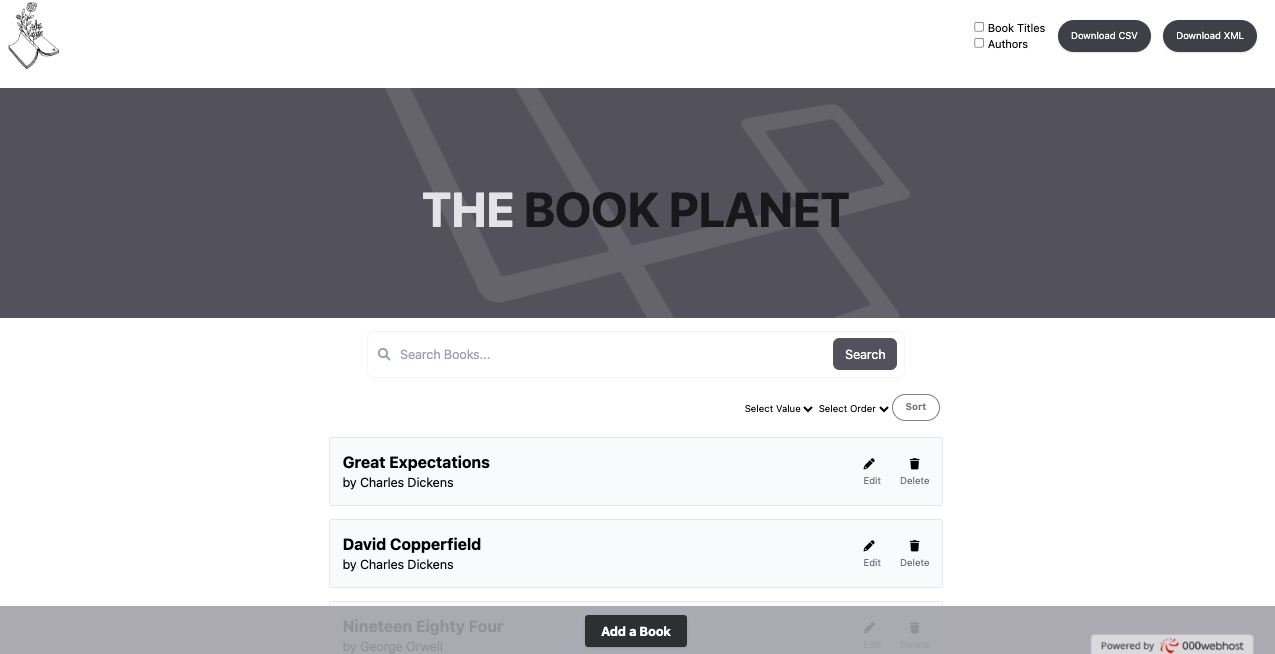 Book Titles
Authors
Download CSV
Download XML
THE BOOK PLANET
Search Books...
Search
Select Value
Select Order
Sort
Great Expectations
by Charles Dickens
Edit
Delete
David Copperfield
by Charles Dickens
Edit
Delete
Nineteen Eighty Four
by George Orwell
Edit
Delete
Add a Book
Powered by 000webhost